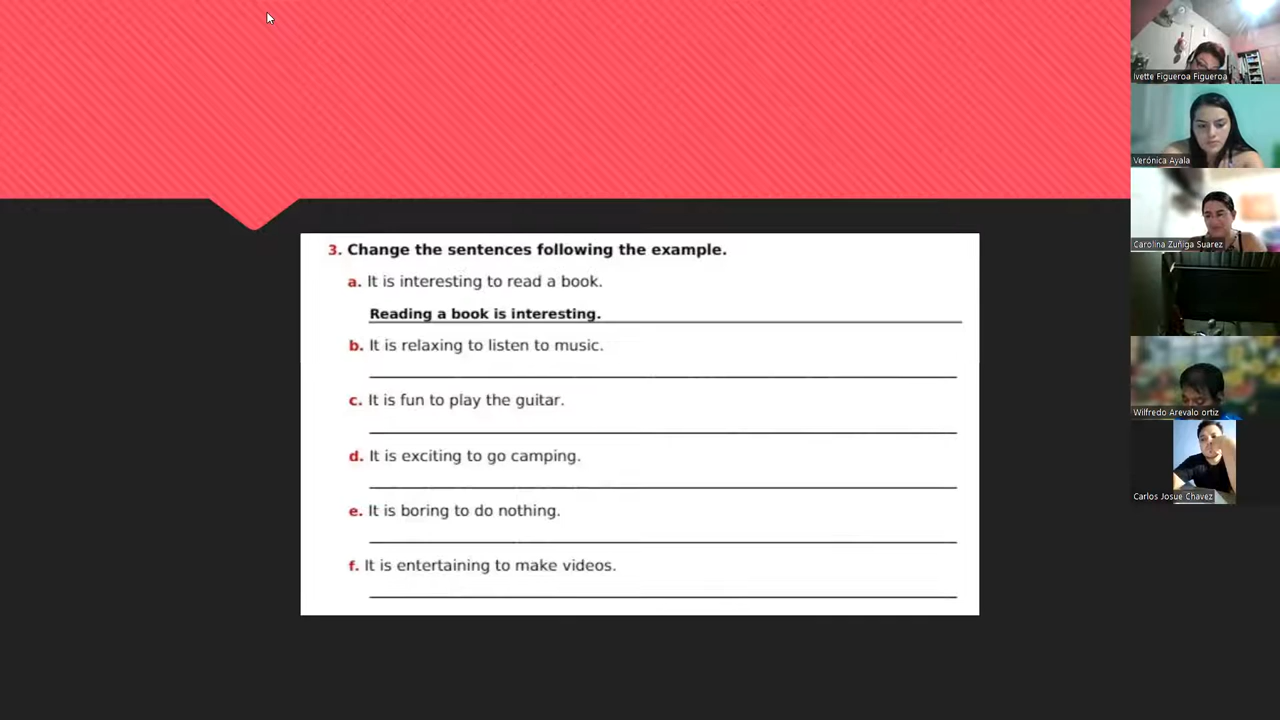 3. Change the sentences following the example.
a. It is interesting to read a book.
Reading a book is interesting.
b. It is relaxing to listen to music.
c. It is fun to play the guitar.
d. It is exciting to go camping.
e. It is boring to do nothing.
f. It is entertaining to make videos.
Ivette Figueroa Figueroa
Verónica Ayala
Carolina Zuñiga Suarez
Wilfredo Arevalo ortiz
Carlos Josue Chavez